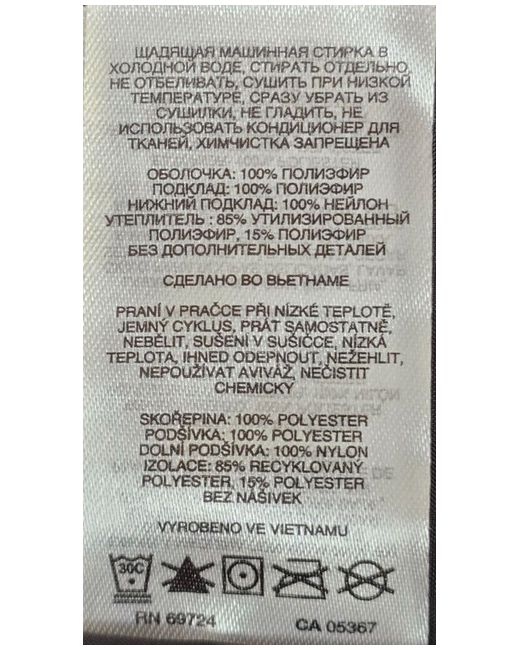 ЩАДЯЩАЯ МАШИННАЯ СТИРКА В
ХОЛОДНОЙ ВОДЕ, СТИРАТЬ ОТДЕЛЬНО,
НЕ ОТБЕЛИВАТЬ, СУШИТЬ ПРИ НИЗКОЙ
ТЕМПЕРАТУРЕ, СРАЗУ УБРАТЬ ИЗ
СУШИЛКИ, НЕ ГЛАДИТЬ, НЕ
ИСПОЛЬЗОВАТЬ КОНДИЦИОНЕР ДЛЯ
ТКАНЕЙ, ХИМЧИСТКА ЗАПРЕЩЕНА
ОБОЛОЧКА: 100% ПОЛИЭФИР
ПОДКЛАД: 100% ПОЛИЭФИР
НИЖНИЙ ПОДКЛАД: 100% НЕЙЛОН
УТЕПЛИТЕЛЬ : 85% УТИЛИЗИРОВАННЫЙ
ПОЛИЭФИР, 15% ПОЛИЭФИР
БЕЗ ДОПОЛНИТЕЛЬНЫХ ДЕТАЛЕЙ
СДЕЛАНО ВО ВЬЕТНАМЕ
PRANÍ V PRAČCE PŘI NÍZKÉ TEPLOTĚ,
JEMNÝ CYKLUS, PRÁT SAMOSTATNĚ,
NEBĚLIT, SUŠENÍ V SUŠIČCE, NÍZKÁ
TEPLOTA, IHNED ODEPNOUT, NEŽEHLIT,
NEPOUŽÍVAT AVIVÁŽ, NEČISTIT
CHEMICKY
SKOŘEPINA: 100% POLYESTER
PODŠÍVKA: 100% POLYESTER
DOLNÍ PODŠÍVKA: 100% NYLON
IZOLACE: 85% RECYKLOVANÝ
POLYESTER, 15% POLYESTER
BEZ NÁŠIVEK
VYROBENO VE VIETNAMU
30C
RN 69724 CA 05367